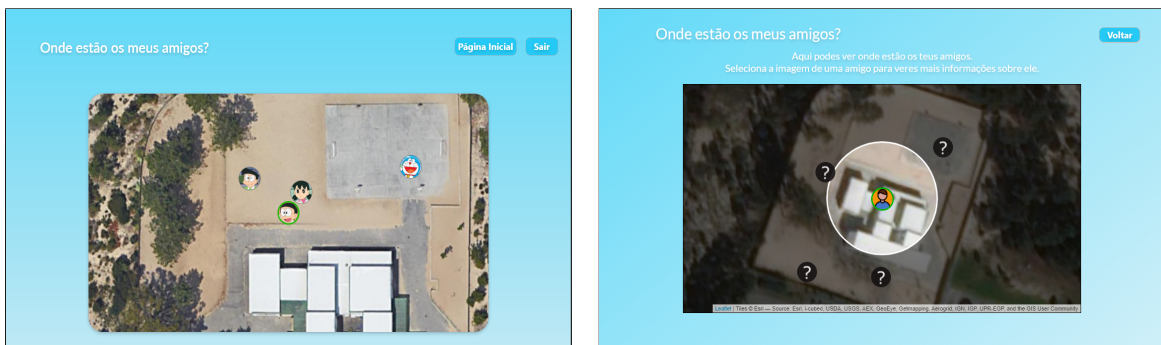 Onde estão os meus amigos?
Página Inicial
Sair
Onde estão os meus amigos?
Voltar
Aqui podes ver onde estão os teus amigos.
Seleciona a imagem de uma amigo para veres mais informações sobre ele.
?
?
?
?
Leaflet | Tiles © Esri — Source: Esri, i-cubed, USDA, USGS, AEX, GeoEye, Getmapping, Aerogrid, IGN, IGP, UPR-EGP, and the GIS User Community